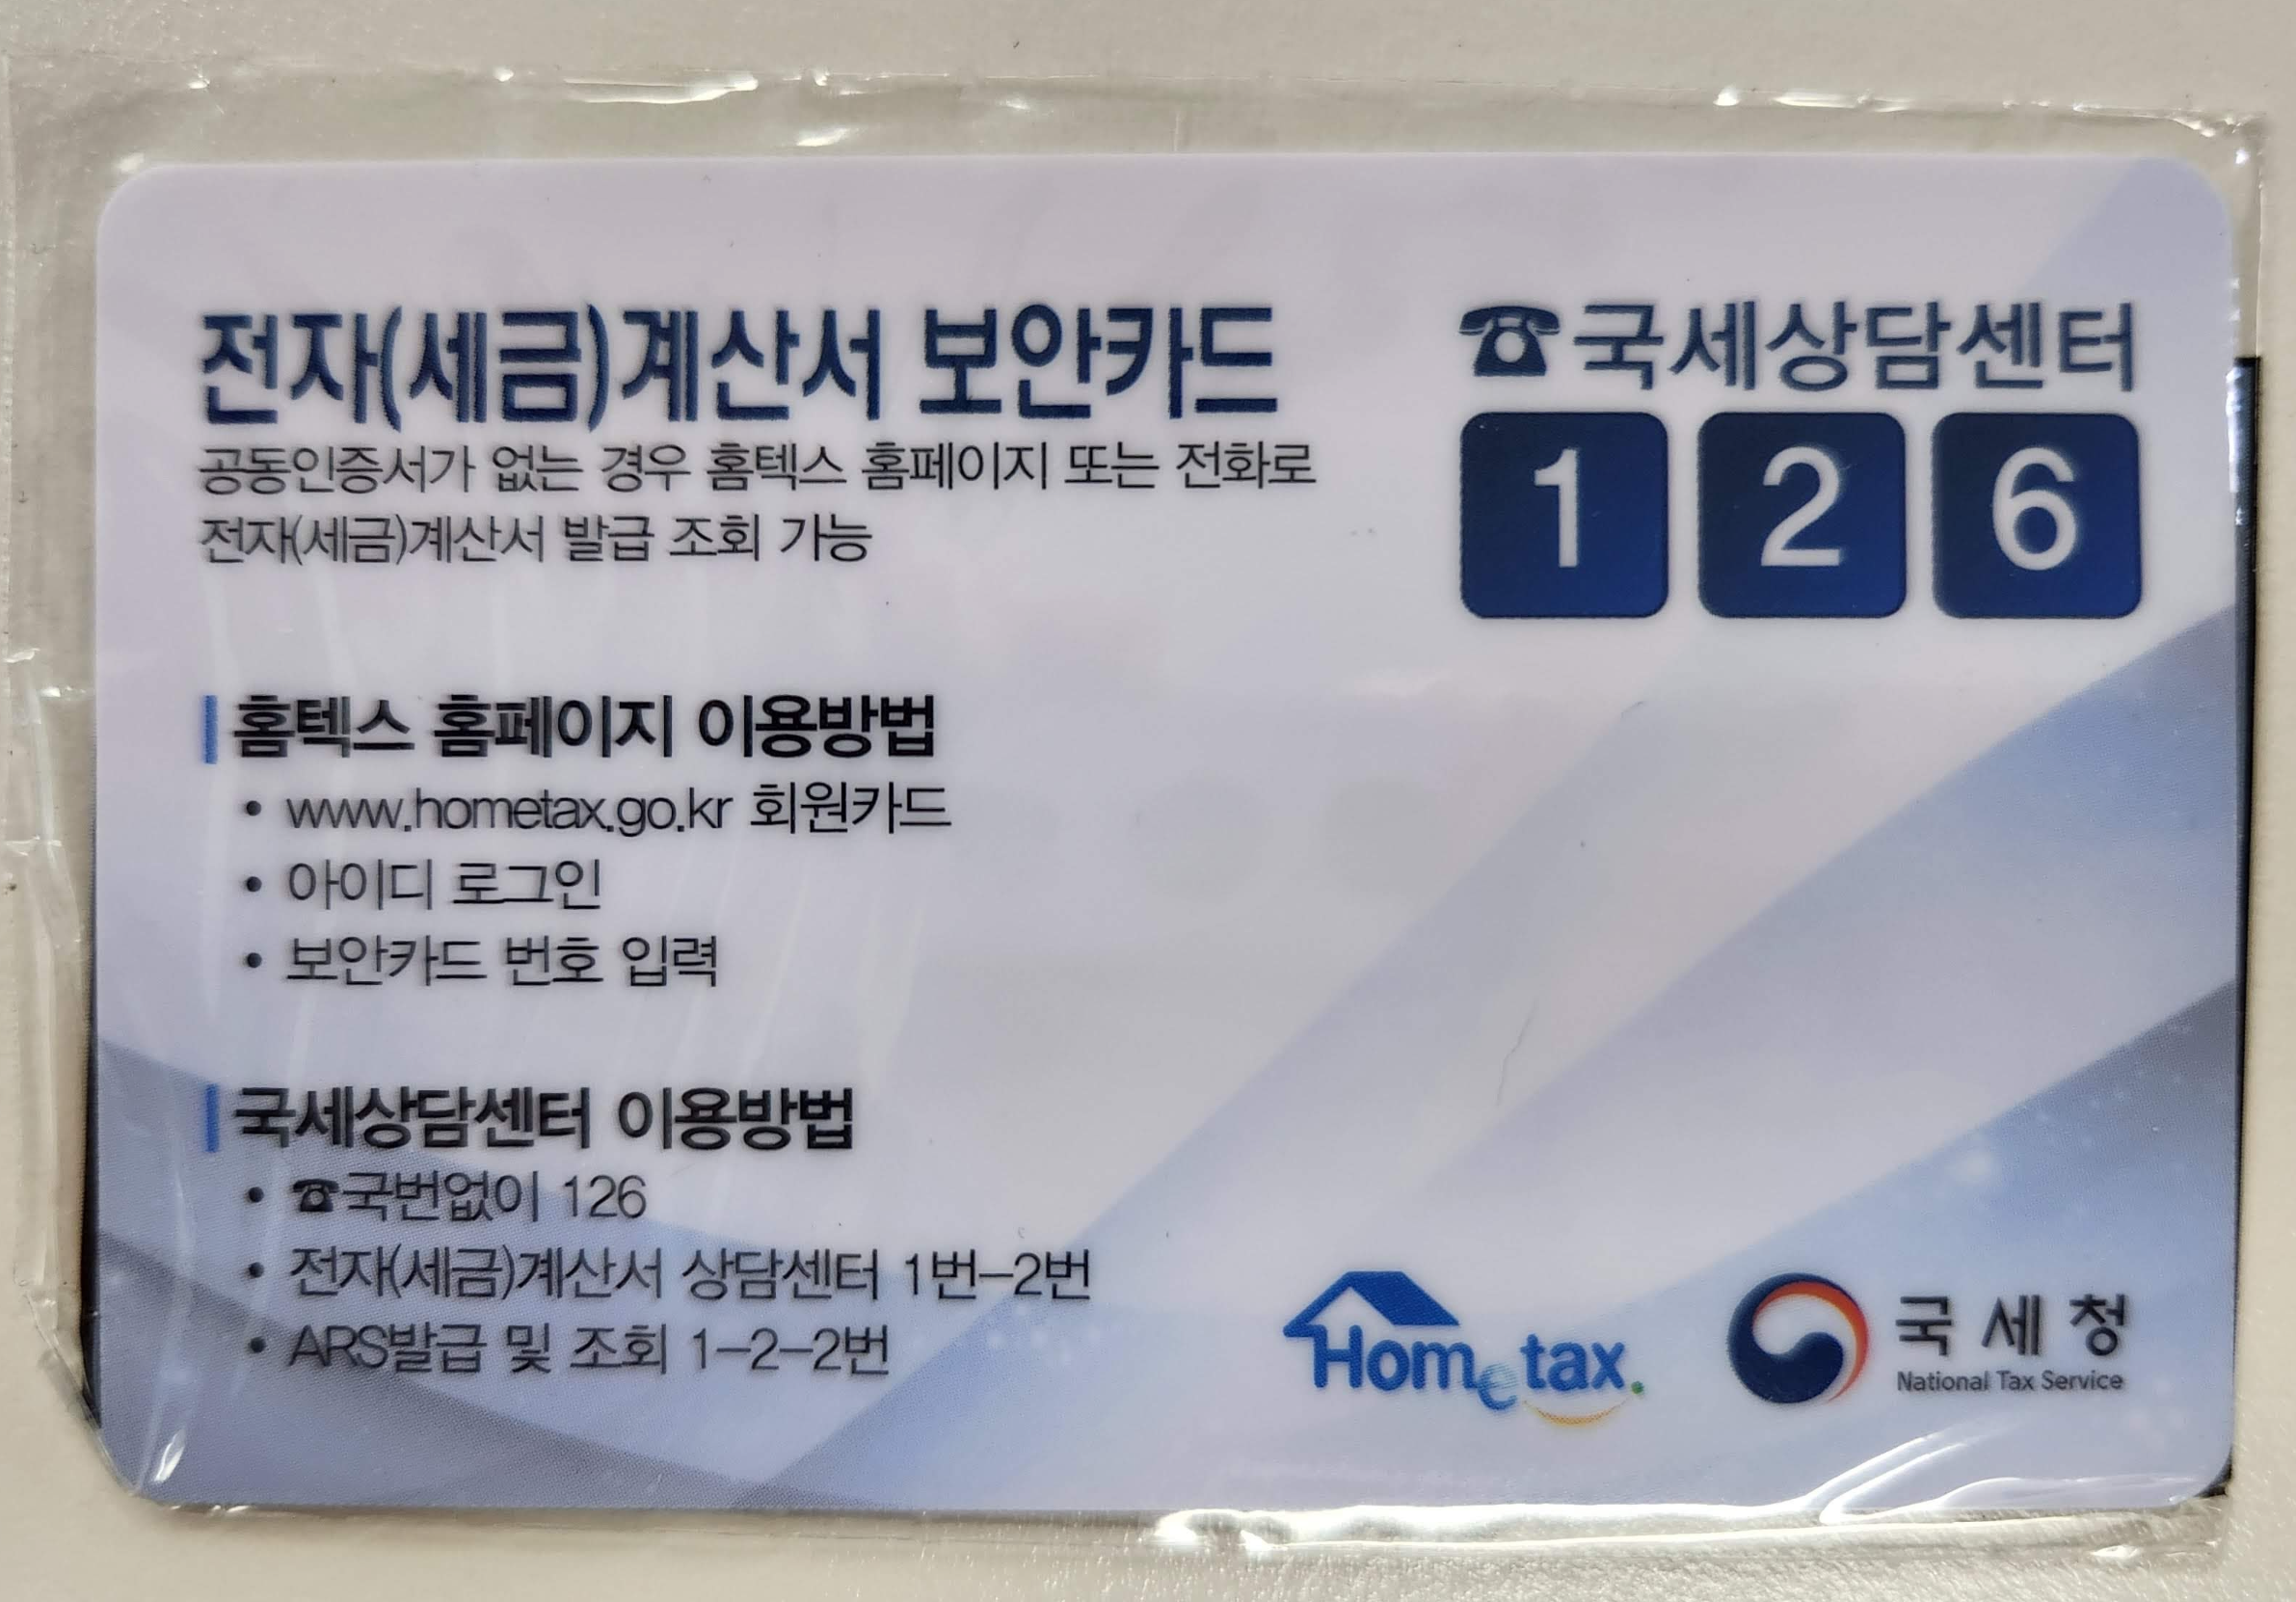 전자(세금)계산서 보안카드
공동인증서가 없는 경우 홈텍스 홈페이지 또는 전화로
전자(세금)계산서 발급 조회 가능
☎국세상담센터
1 2 6
홈텍스 홈페이지 이용방법
• www.hometax.go.kr 회원카드
• 아이디 로그인
• 보안카드 번호 입력
국세상담센터 이용방법
• ☎국번없이 126
• 전자(세금)계산서 상담센터 1번–2번
• ARS발급 및 조회 1–2–2번
Hometax.
국세청
National Tax Service